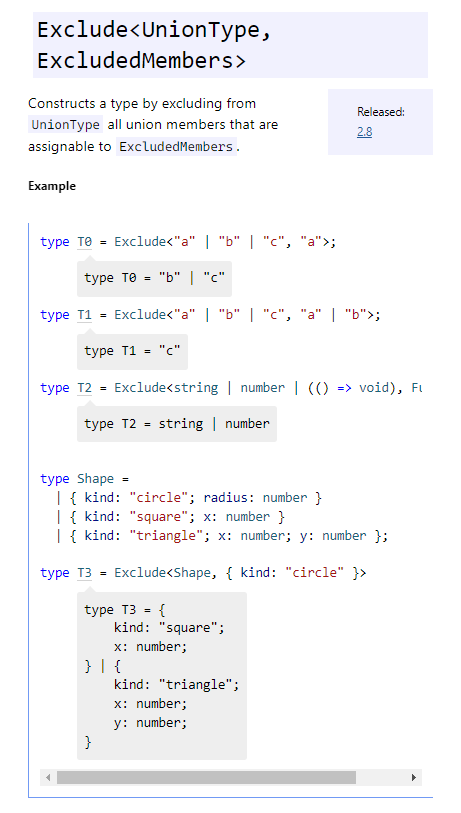 Exclude<UnionType,
ExcludedMembers>
Constructs a type by excluding from
UnionType all union members that are
assignable to ExcludedMembers.
Released:
2.8
Example
type T0 = Exclude<"a" | "b" | "c", "a">;
type T0 = "b" | "c"
type T1 = Exclude<"a" | "b" | "c", "a" | "b">;
type T1 = "c"
type T2 = Exclude<string | number | (() => void), Fu
type T2 = string | number
type Shape =
| { kind: "circle"; radius: number }
| { kind: "square"; x: number }
| { kind: "triangle"; x: number; y: number };
type T3 = Exclude<Shape, { kind: "circle" }>
type T3 = {
kind: "square";
x: number;
} | {
kind: "triangle";
x: number;
y: number;
}